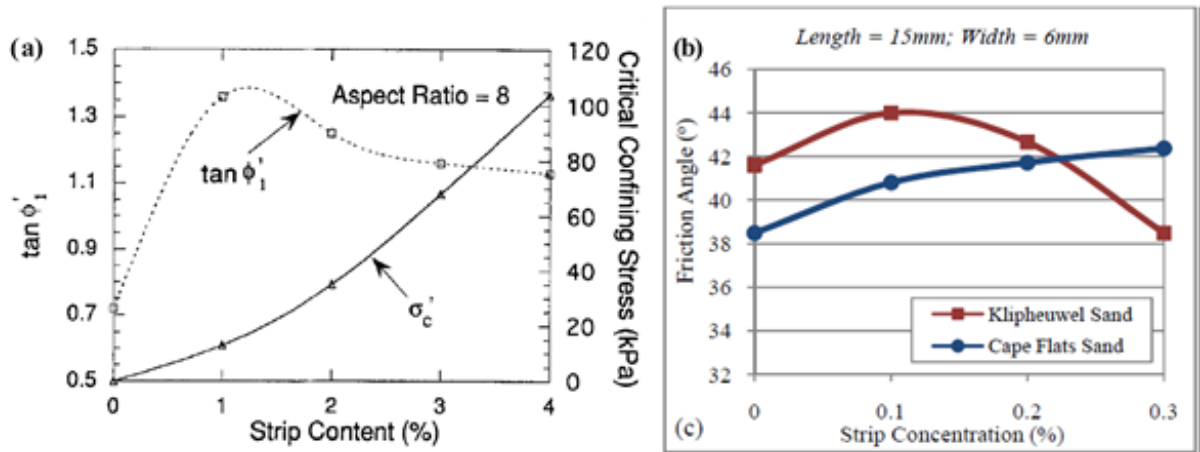 (a)
1.5
1.3
1.1
0.9
0.7
0.5
tan ϕ'₁
Aspect Ratio = 8
tan ϕ'₁
σ'c
120
100
80
60
40
20
0
Critical Confining Stress (kPa)
0 1 2 3 4
Strip Content (%)
(b)
Length = 15mm; Width = 6mm
46
44
42
40
38
36
34
32
Friction Angle (°)
Klipheuwel Sand
Cape Flats Sand
0 0.1 0.2 0.3
(c)
Strip Concentration (%)